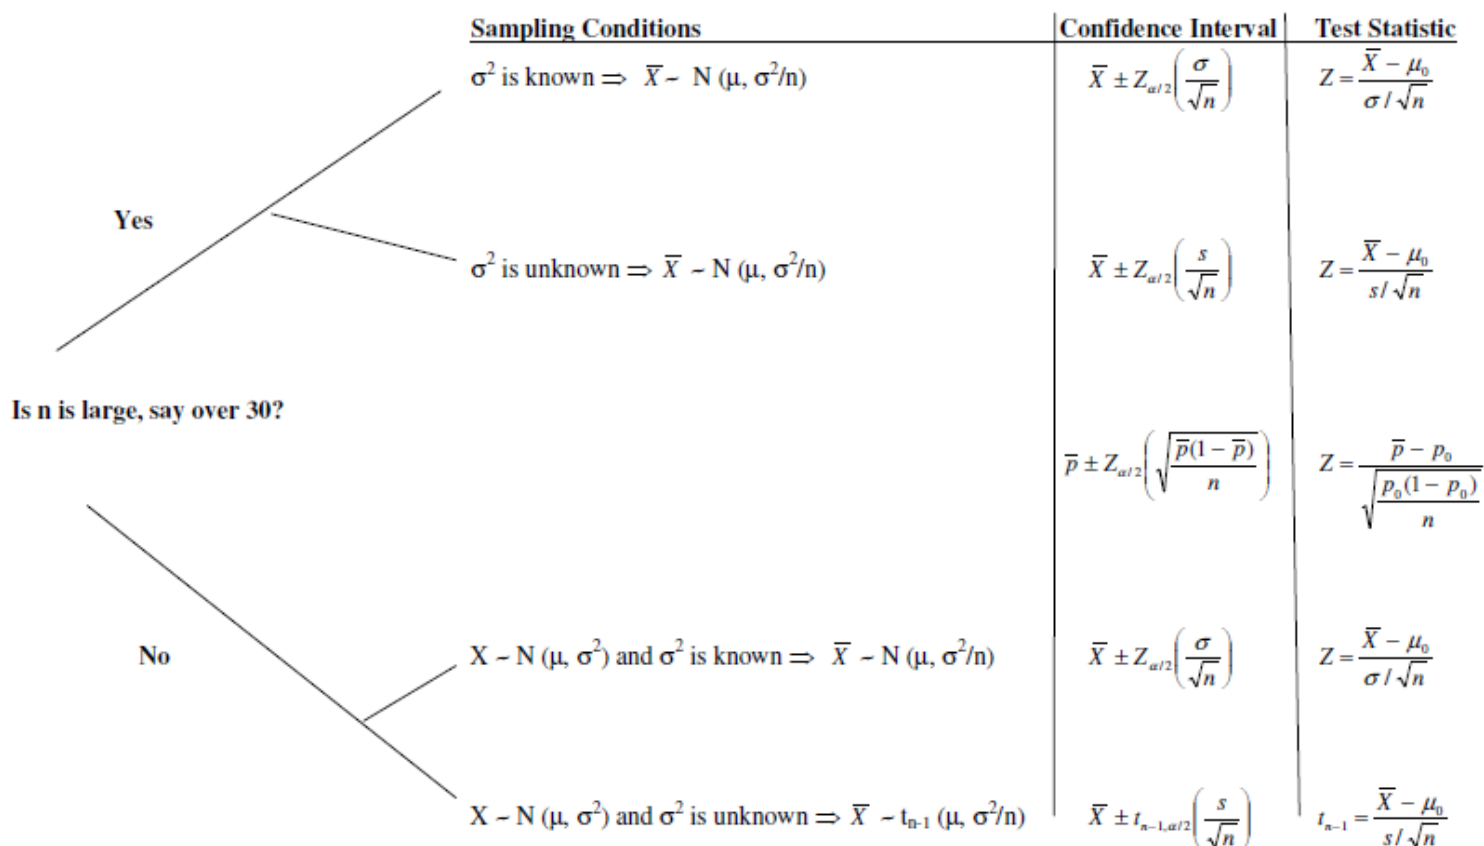 Sampling Conditions Confidence Interval Test Statistic
σ² is known ⇒ X̄ ~ N (μ, σ²/n) X̄ ± Z_{α/2}(σ/√n) Z = (X̄ − μ₀)/(σ/√n)
Yes
σ² is unknown ⇒ X̄ ~ N (μ, σ²/n) X̄ ± Z_{α/2}(s/√n) Z = (X̄ − μ₀)/(s/√n)
Is n is large, say over 30?
p̄ ± Z_{α/2}(√(p̄(1 − p̄)/n)) Z = (p̄ − p₀)/√(p₀(1 − p₀)/n)
No
X ~ N (μ, σ²) and σ² is known ⇒ X̄ ~ N (μ, σ²/n) X̄ ± Z_{α/2}(σ/√n) Z = (X̄ − μ₀)/(σ/√n)
X ~ N (μ, σ²) and σ² is unknown ⇒ X̄ ~ t_{n-1} (μ, σ²/n) X̄ ± t_{n−1,α/2}(s/√n) t_{n−1} = (X̄ − μ₀)/(s/√n)